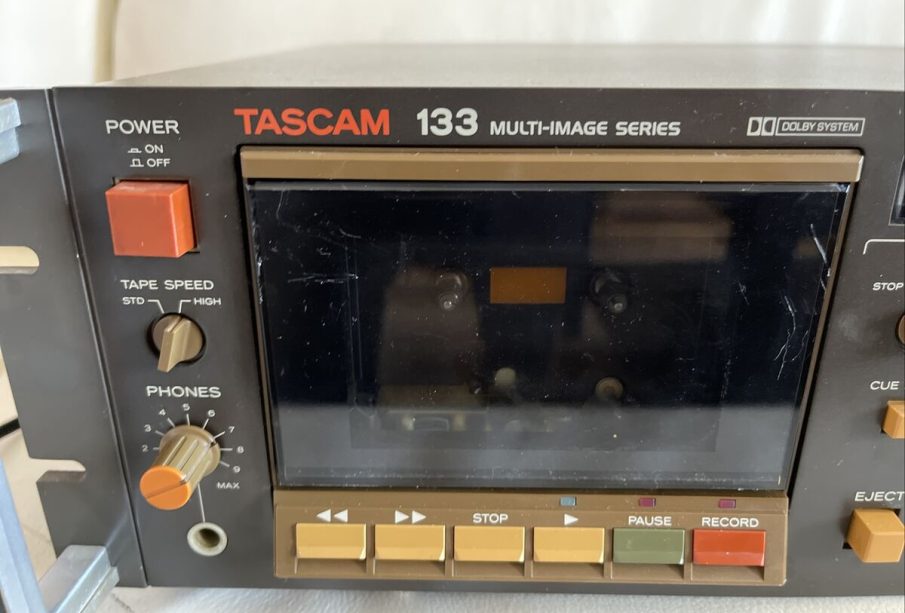 POWER
ON
OFF
TASCAM 133 MULTI-IMAGE SERIES
DOLBY SYSTEM
TAPE SPEED
STD HIGH
PHONES
2 3 4 5 6 7 8 9
MAX
STOP
CUE
EJECT
STOP
PAUSE
RECORD